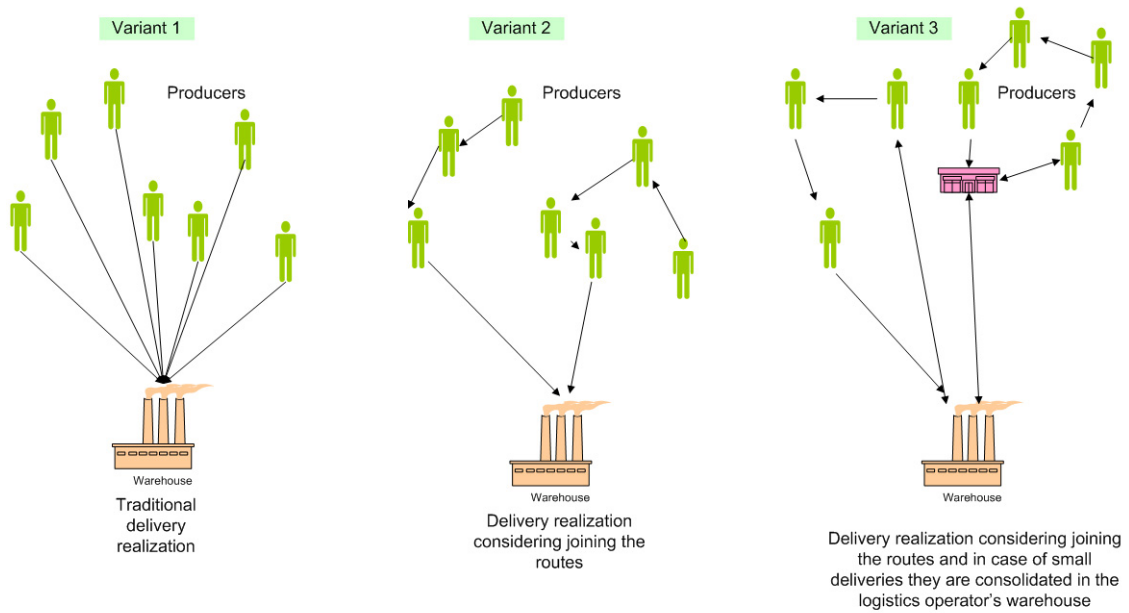 Variant 1
Producers
Warehouse
Traditional
delivery
realization
Variant 2
Producers
Warehouse
Delivery realization
considering joining the
routes
Variant 3
Producers
Warehouse
Delivery realization considering joining
the routes and in case of small
deliveries they are consolidated in the
logistics operator's warehouse